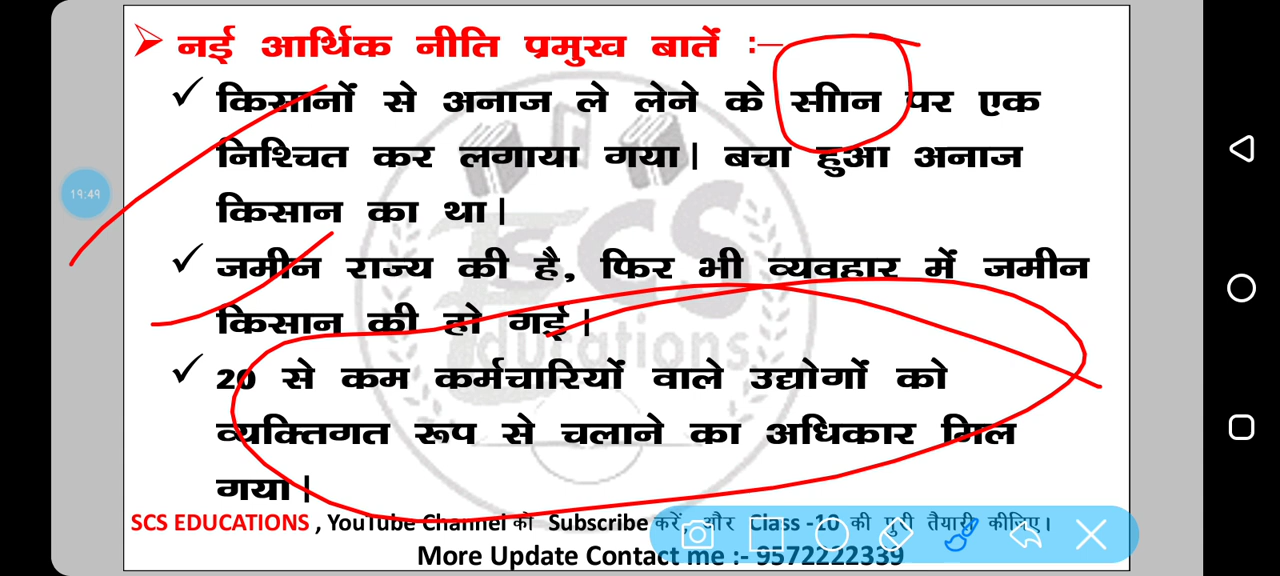 नई आर्थिक नीति प्रमुख बातें :–
किसानों से अनाज ले लेने के सीान पर एक
निश्चित कर लगाया गया। बचा हुआ अनाज
किसान का था।
जमीन राज्य की है, फिर भी व्यवहार में जमीन
किसान की हो गई।
20 से कम कर्मचारियों वाले उद्योगों को
व्यक्तिगत रूप से चलाने का अधिकार मिल
गया।
SCS EDUCATIONS , YouTube Channel को Subscribe करें, और Class -10 की पुरी तैयारी कीजिए।
More Update Contact me :- 9572222339
19:49
SCS
Educations